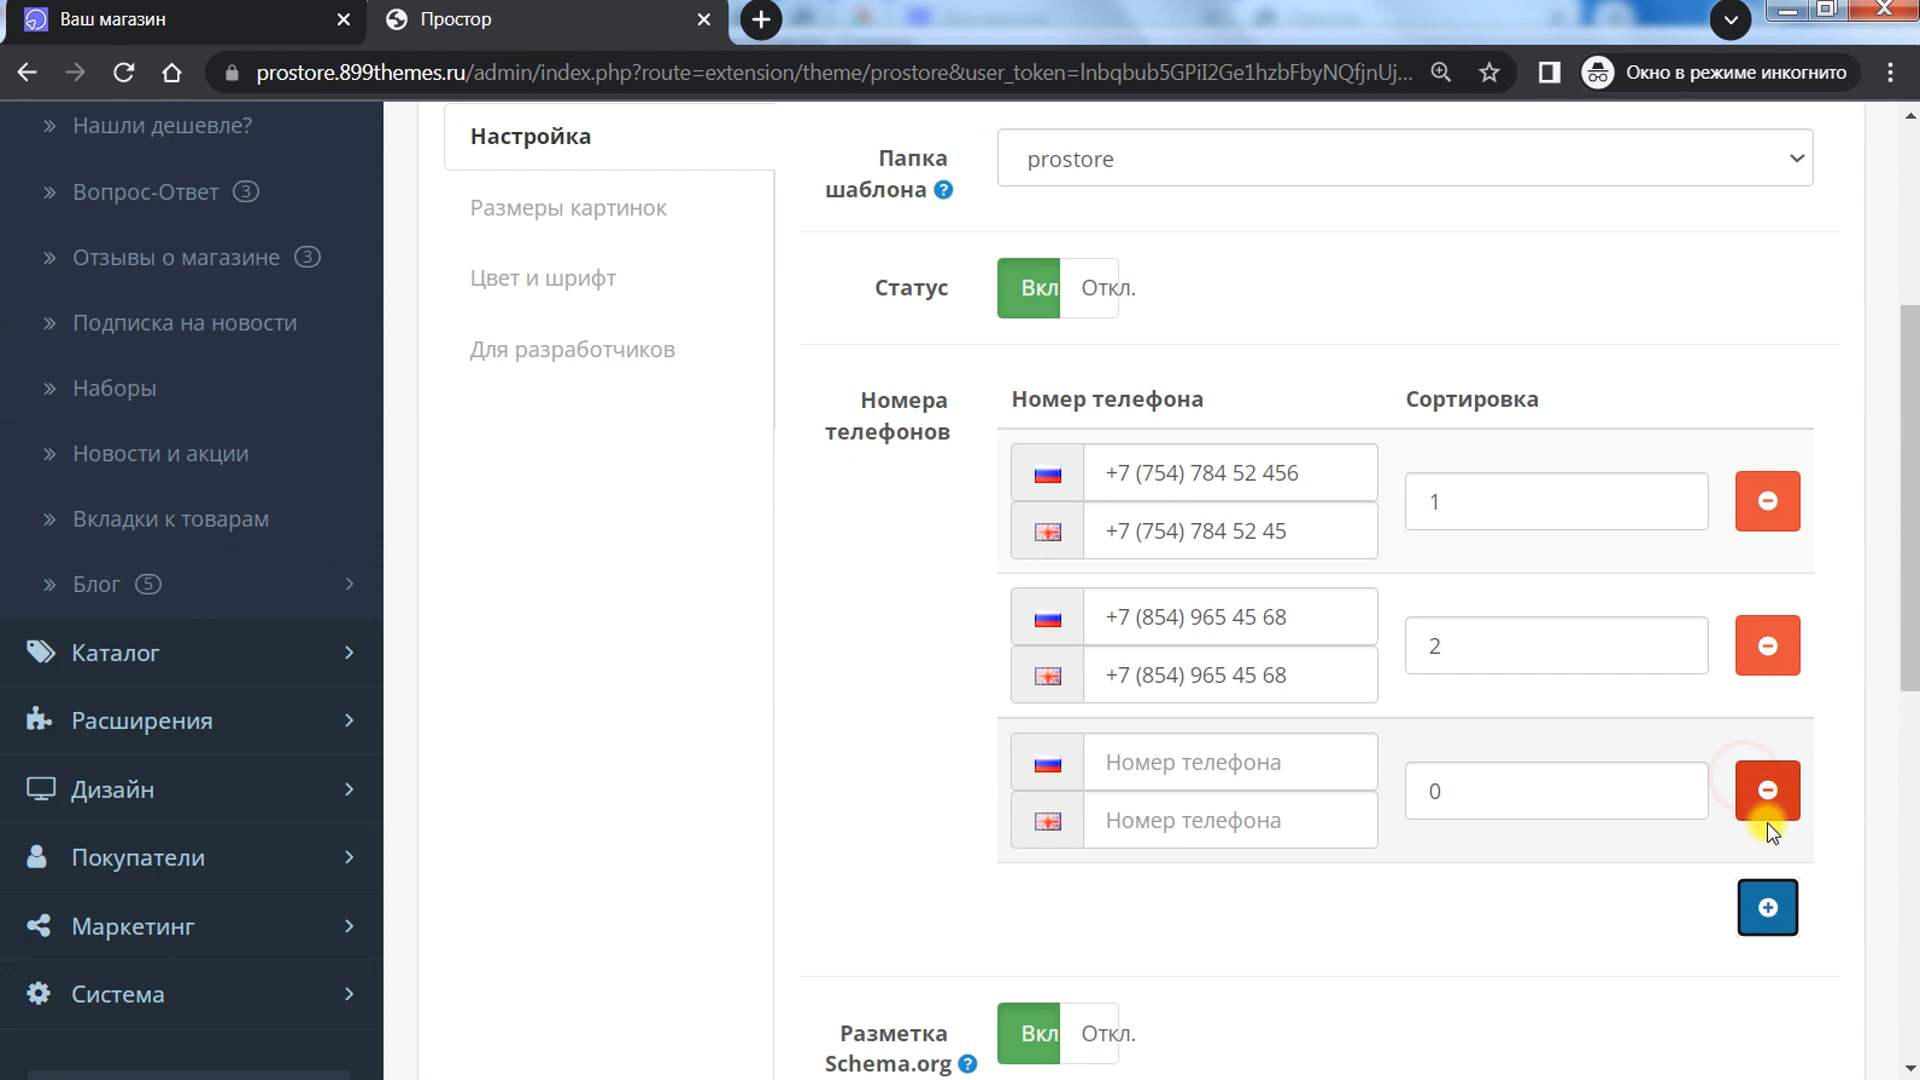 Ваш магазин
Простор
prostore.899themes.ru/admin/index.php?route=extension/theme/prostore&user_token=lnbqbub5GPiI2Ge1hzbFbyNQfjnUj...
Окно в режиме инкогнито
Нашли дешевле?
Вопрос-Ответ 3
Отзывы о магазине 3
Подписка на новости
Наборы
Новости и акции
Вкладки к товарам
Блог 5
Каталог
Расширения
Дизайн
Покупатели
Маркетинг
Система
Настройка
Размеры картинок
Цвет и шрифт
Для разработчиков
Папка
шаблона ?
prostore
Статус
Вкл Откл.
Номера
телефонов
Номер телефона Сортировка
+7 (754) 784 52 456
+7 (754) 784 52 45
1
+7 (854) 965 45 68
+7 (854) 965 45 68
2
Номер телефона
Номер телефона
0
Разметка
Schema.org ?
Вкл Откл.